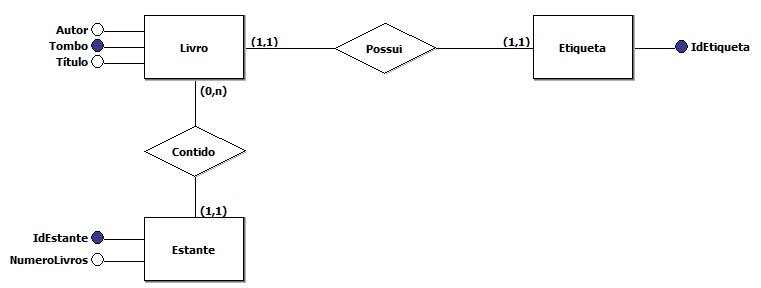 Autor
Tombo
Título
Livro
(1,1)
Possui
(1,1)
Etiqueta
IdEtiqueta
(0,n)
Contido
(1,1)
IdEstante
NumeroLivros
Estante